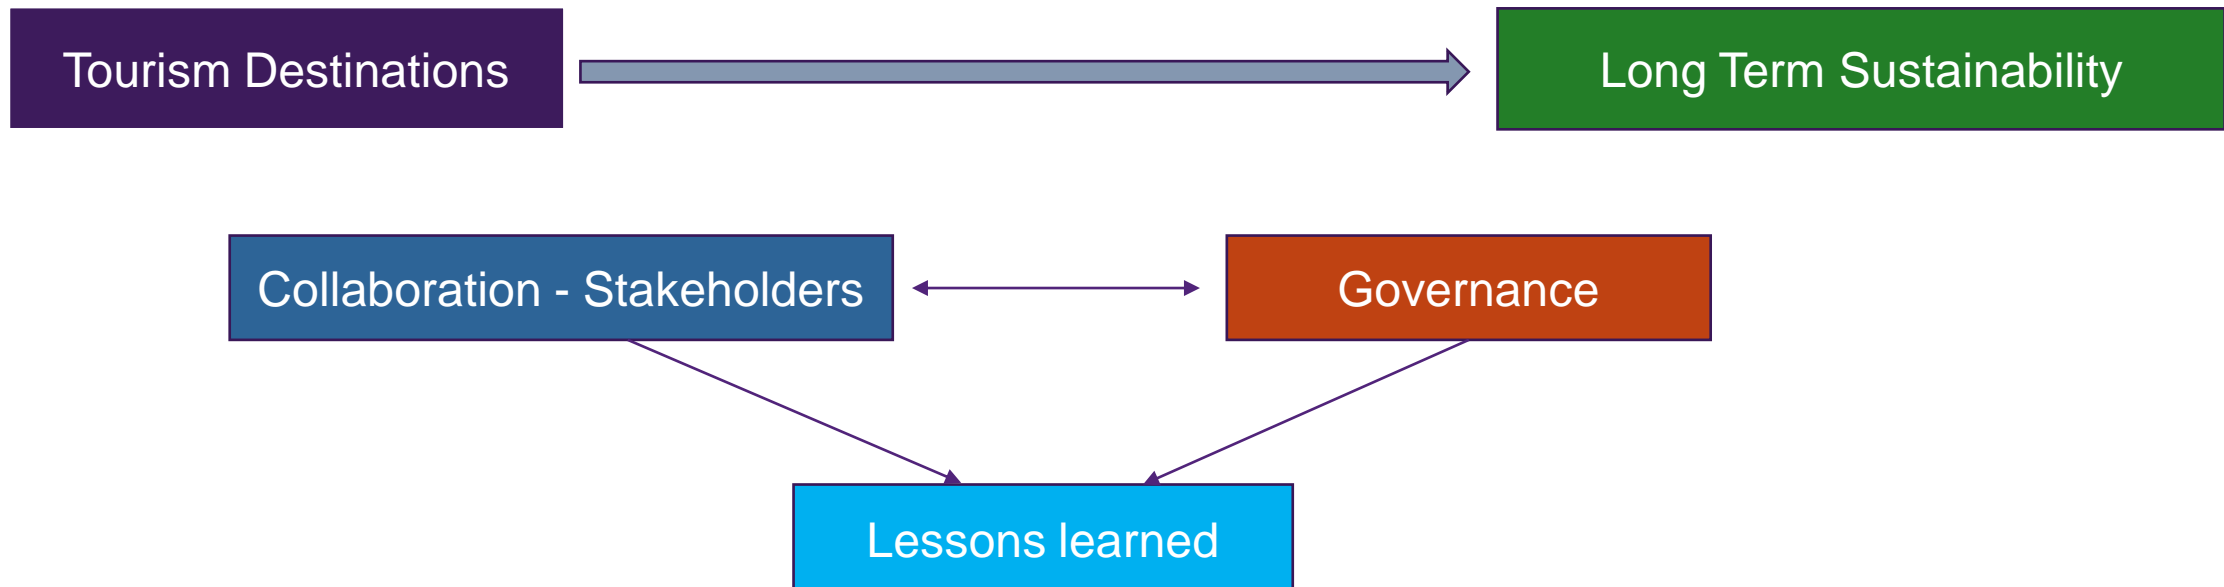 Tourism Destinations
Long Term Sustainability
Collaboration - Stakeholders
Governance
Lessons learned